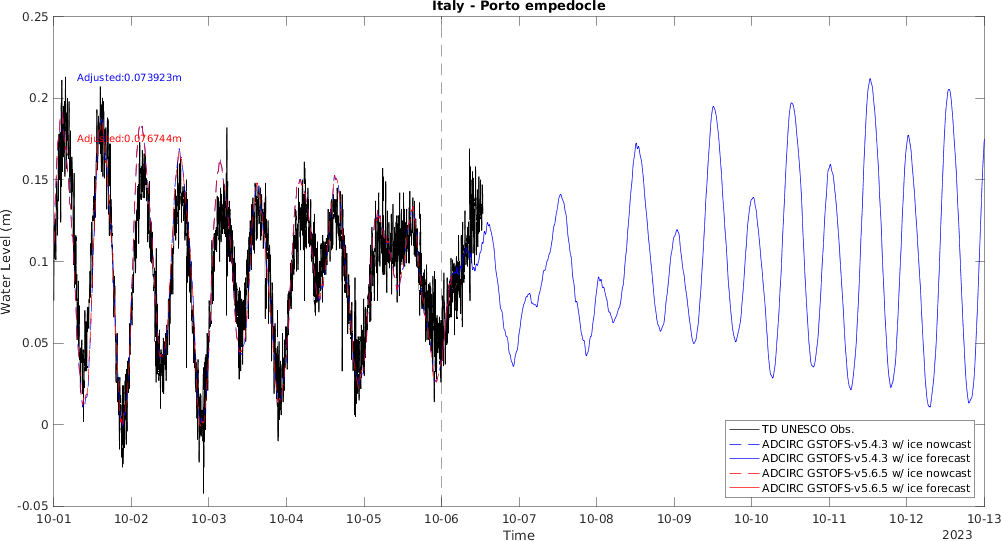 Italy - Porto empedocle
0.25
0.2
0.15
0.1
0.05
0
-0.05
Water Level (m)
Adjusted:0.073923m
Adjusted:0.076744m
TD UNESCO Obs.
ADCIRC GSTOFS-v5.4.3 w/ ice nowcast
ADCIRC GSTOFS-v5.4.3 w/ ice forecast
ADCIRC GSTOFS-v5.6.5 w/ ice nowcast
ADCIRC GSTOFS-v5.6.5 w/ ice forecast
10-01 10-02 10-03 10-04 10-05 10-06 10-07 10-08 10-09 10-10 10-11 10-12 10-13
Time
2023